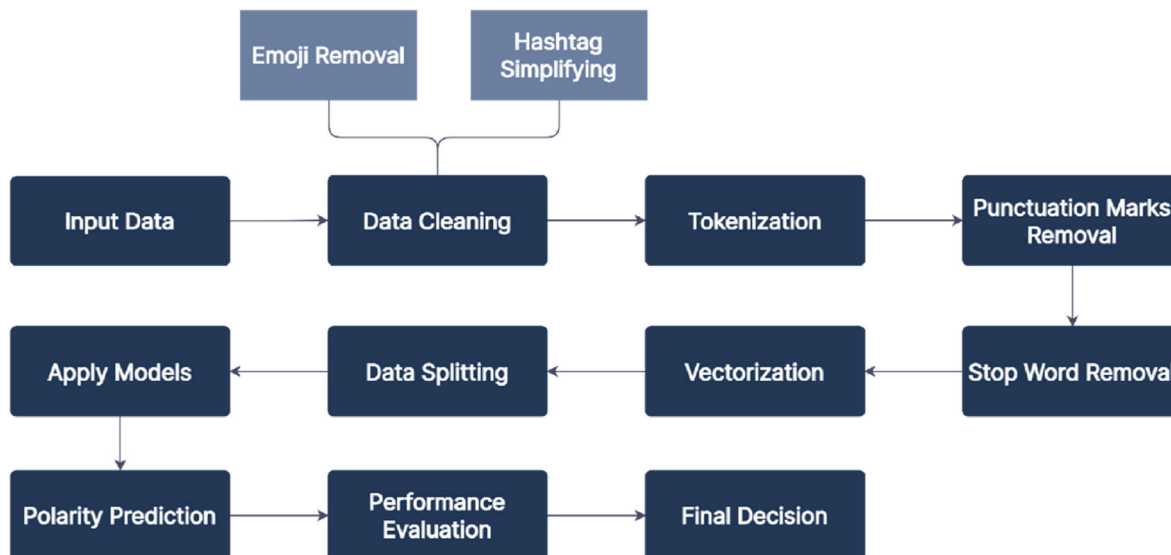 Emoji Removal
Hashtag
Simplifying
Input Data
Data Cleaning
Tokenization
Punctuation Marks
Removal
Apply Models
Data Splitting
Vectorization
Stop Word Removal
Polarity Prediction
Performance
Evaluation
Final Decision